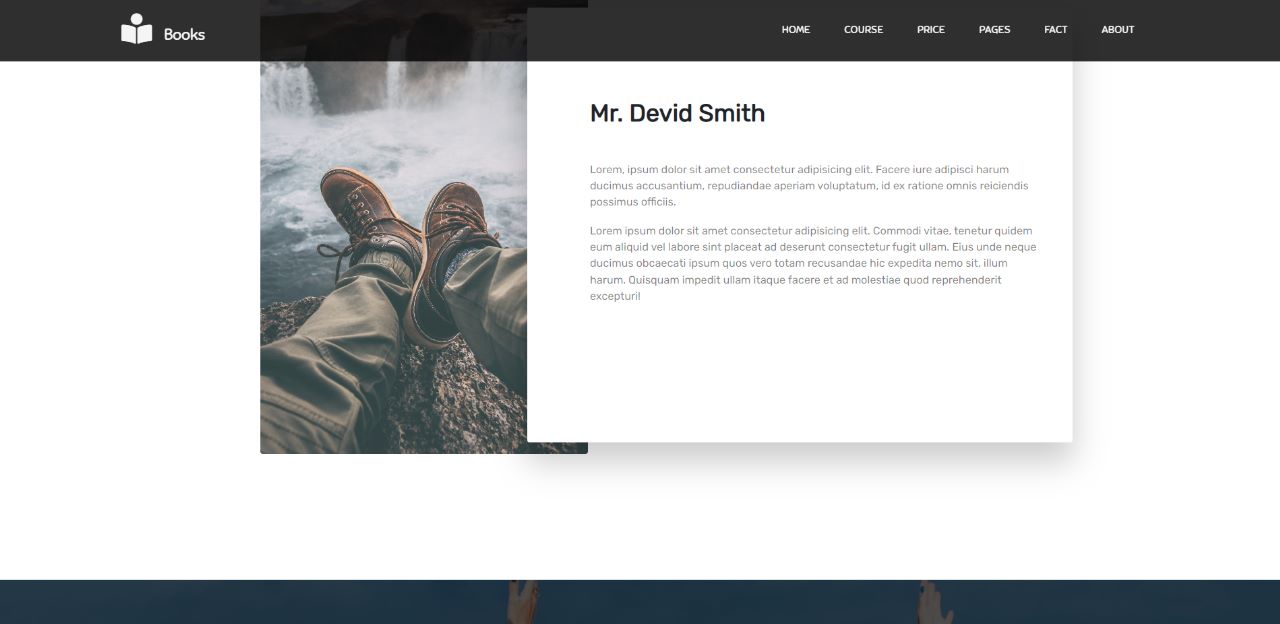 Books
HOME COURSE PRICE PAGES FACT ABOUT
Mr. Devid Smith
Lorem, ipsum dolor sit amet consectetur adipisicing elit. Facere iure adipisci harum
ducimus accusantium, repudiandae aperiam voluptatum, id ex ratione omnis reiciendis
possimus officiis.
Lorem ipsum dolor sit amet consectetur adipisicing elit. Commodi vitae, tenetur quidem
eum aliquid vel labore sint placeat ad deserunt consectetur fugit ullam. Eius unde neque
ducimus obcaecati ipsum quos vero totam recusandae hic expedita nemo sit, illum
harum. Quisquam impedit ullam itaque facere et ad molestiae quod reprehenderit
excepturi!